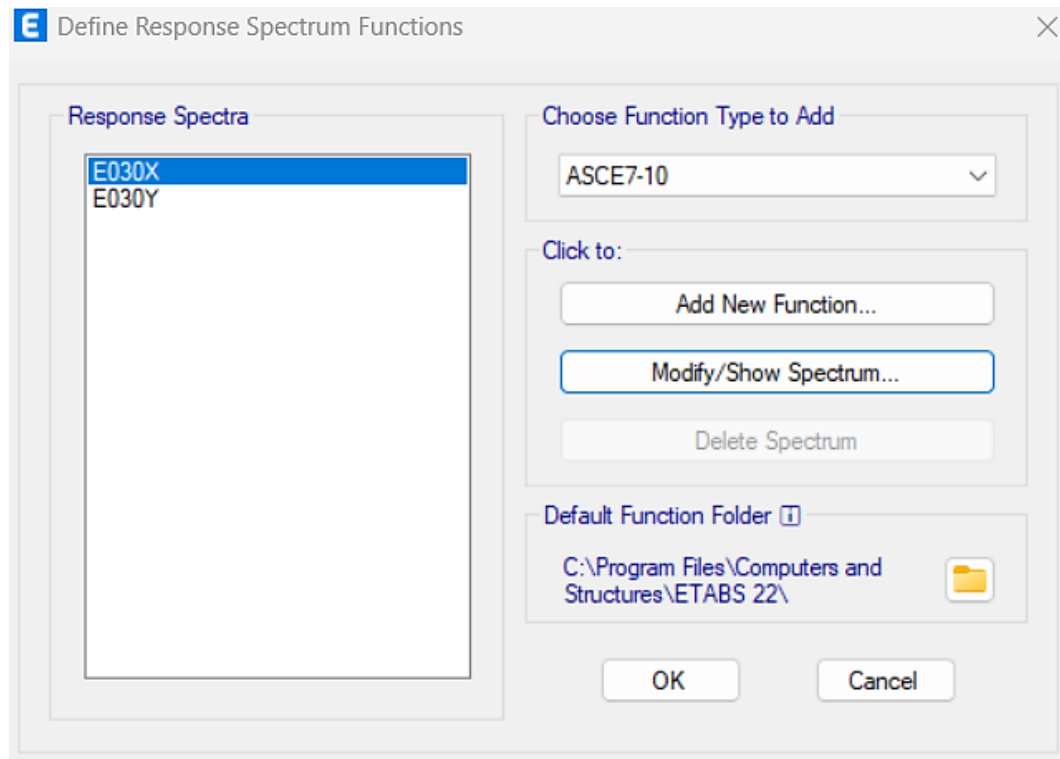 Define Response Spectrum Functions
Response Spectra
E030X
E030Y
Choose Function Type to Add
ASCE7-10
Click to:
Add New Function...
Modify/Show Spectrum...
Delete Spectrum
Default Function Folder
C:\Program Files\Computers and
Structures\ETABS 22\
OK
Cancel